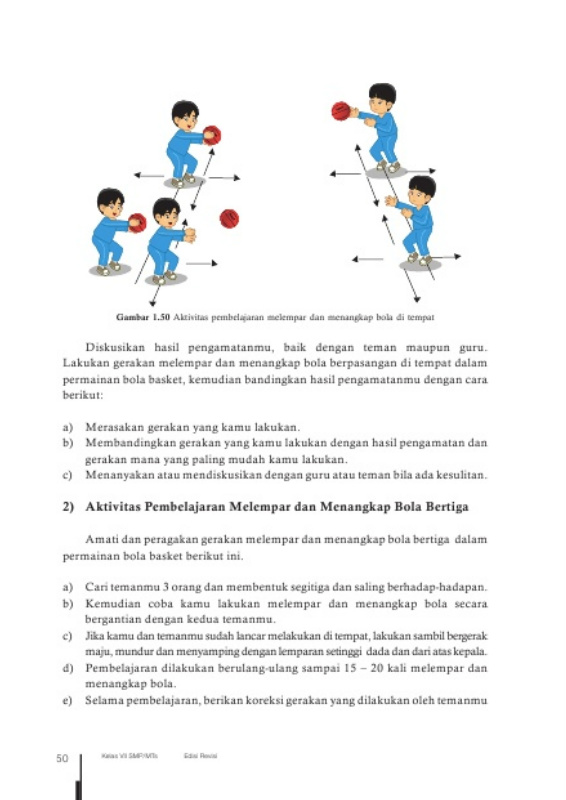 Gambar 1.50 Aktivitas pembelajaran melempar dan menangkap bola di tempat
Diskusikan hasil pengamatanmu, baik dengan teman maupun guru.
Lakukan gerakan melempar dan menangkap bola berpasangan di tempat dalam
permainan bola basket, kemudian bandingkan hasil pengamatanmu dengan cara
berikut:
a) Merasakan gerakan yang kamu lakukan.
b) Membandingkan gerakan yang kamu lakukan dengan hasil pengamatan dan
gerakan mana yang paling mudah kamu lakukan.
c) Menanyakan atau mendiskusikan dengan guru atau teman bila ada kesulitan.
2) Aktivitas Pembelajaran Melempar dan Menangkap Bola Bertiga
Amati dan peragakan gerakan melempar dan menangkap bola bertiga dalam
permainan bola basket berikut ini.
a) Cari temanmu 3 orang dan membentuk segitiga dan saling berhadap-hadapan.
b) Kemudian coba kamu lakukan melempar dan menangkap bola secara
bergantian dengan kedua temanmu.
c) Jika kamu dan temanmu sudah lancar melakukan di tempat, lakukan sambil bergerak
maju, mundur dan menyamping dengan lemparan setinggi dada dan dari atas kepala.
d) Pembelajaran dilakukan berulang-ulang sampai 15 – 20 kali melempar dan
menangkap bola.
e) Selama pembelajaran, berikan koreksi gerakan yang dilakukan oleh temanmu
50 Kelas VII SMP/MTs Edisi Revisi